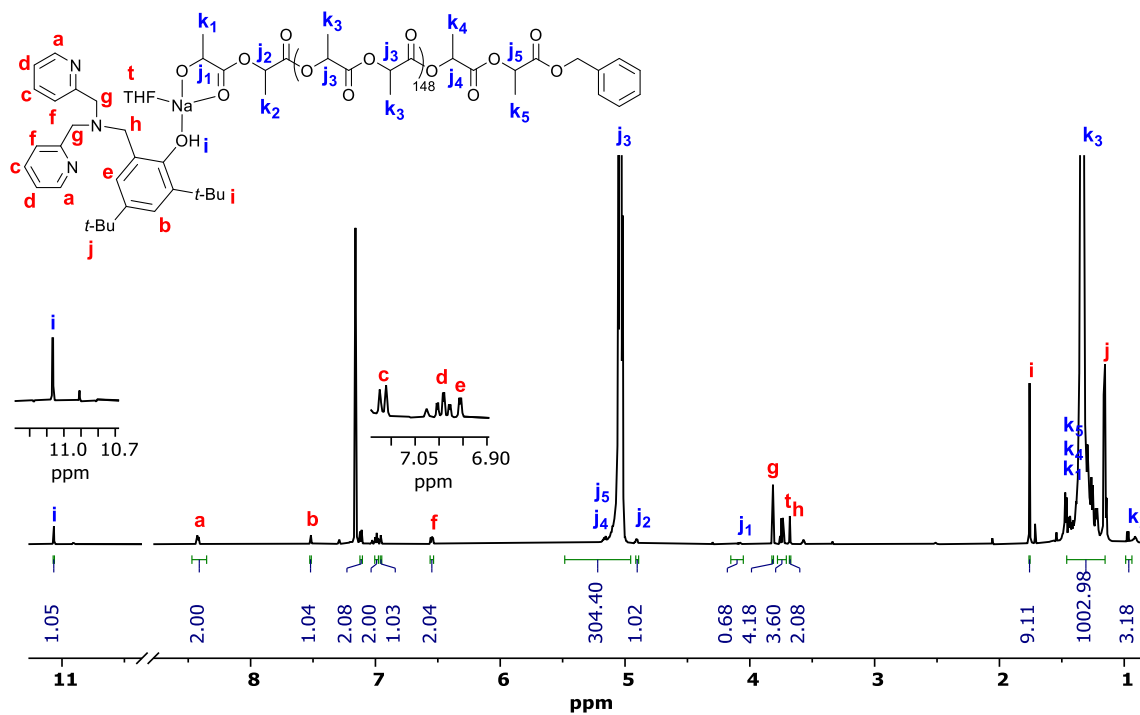 k1 k3 k4
a O O O O O
d N t O O O O O O
j1 j2 j3 j3 j4 j5
c THF O O O O O 148
g Na k2 k3 k5
f N h OH i
f g
c N e t-Bu i
d a t-Bu b
j
j3 k3
i
c d e
11.0 10.7
ppm
7.05 6.90
ppm
i a b f j5 j4 j2 j1 g t h i k5 k4 k1 j k
1.05 2.00 1.04 2.08 2.00 1.03 2.04 304.40 1.02 0.68 4.18 3.60 2.08 9.11 1002.98 3.18
11 8 7 6 5 4 3 2 1
ppm